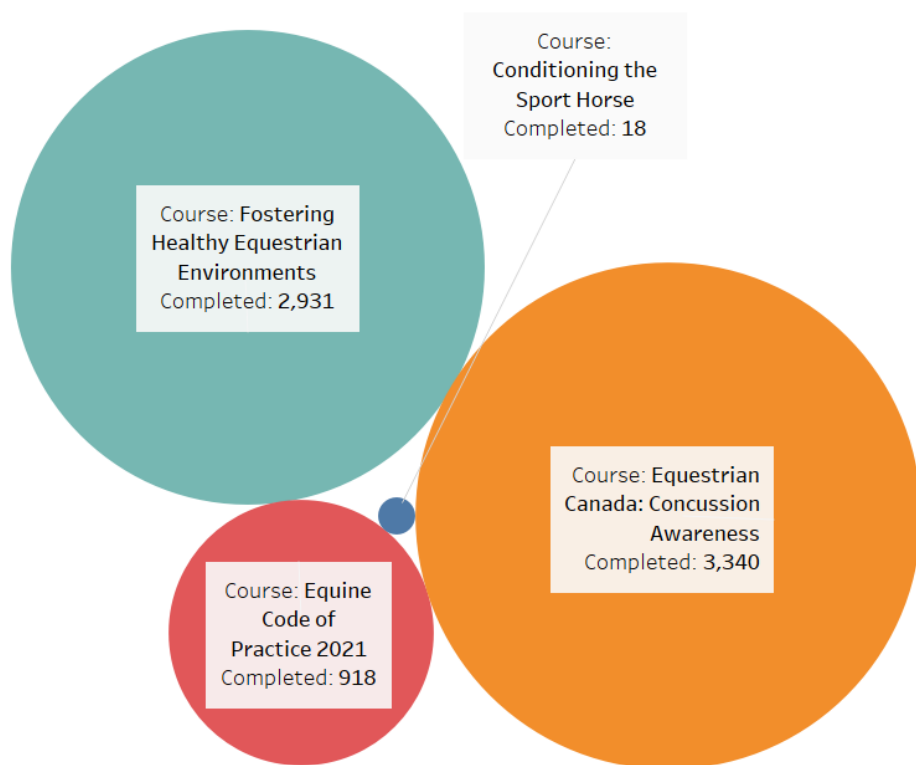 Course:
Conditioning the
Sport Horse
Completed: 18
Course: Fostering
Healthy Equestrian
Environments
Completed: 2,931
Course: Equestrian
Canada: Concussion
Awareness
Completed: 3,340
Course: Equine
Code of
Practice 2021
Completed: 918